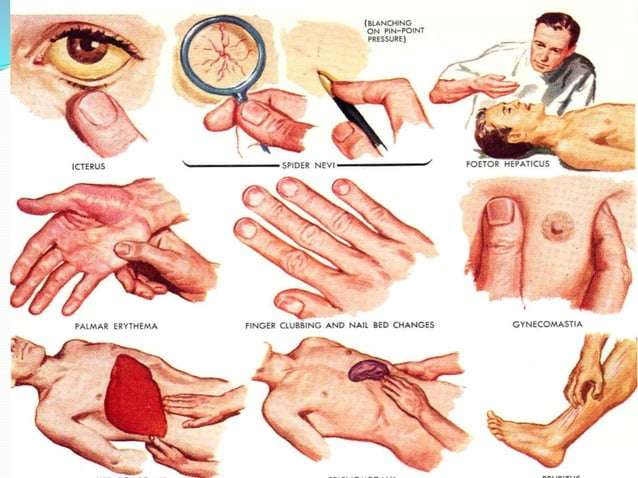 (BLANCHING
ON PIN-POINT
PRESSURE)
ICTERUS
SPIDER NEVI
FOETOR HEPATICUS
PALMAR ERYTHEMA
FINGER CLUBBING AND NAIL BED CHANGES
GYNECOMASTIA
PRURITUS